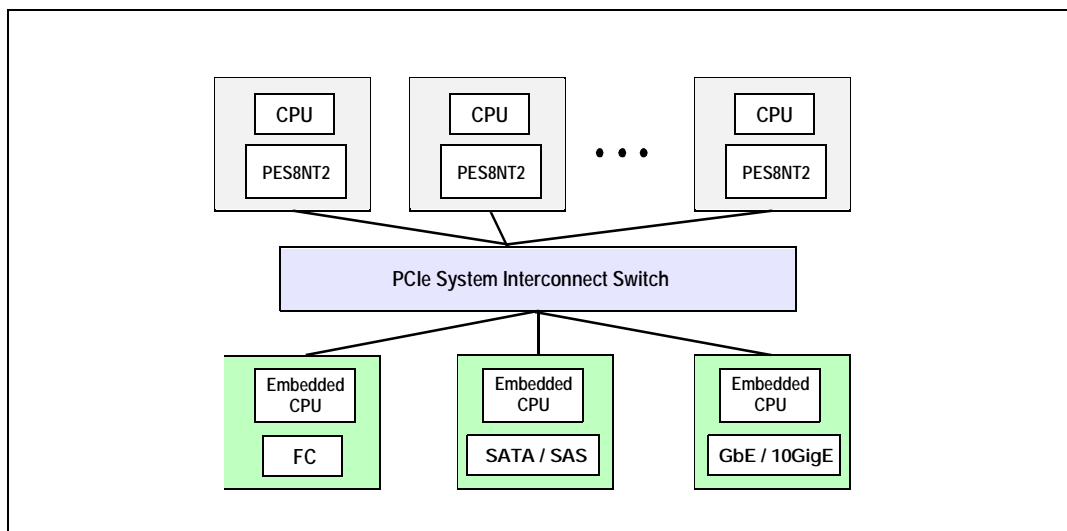 CPU
PES8NT2
CPU
PES8NT2
CPU
PES8NT2
PCIe System Interconnect Switch
Embedded
CPU
FC
Embedded
CPU
SATA / SAS
Embedded
CPU
GbE / 10GigE